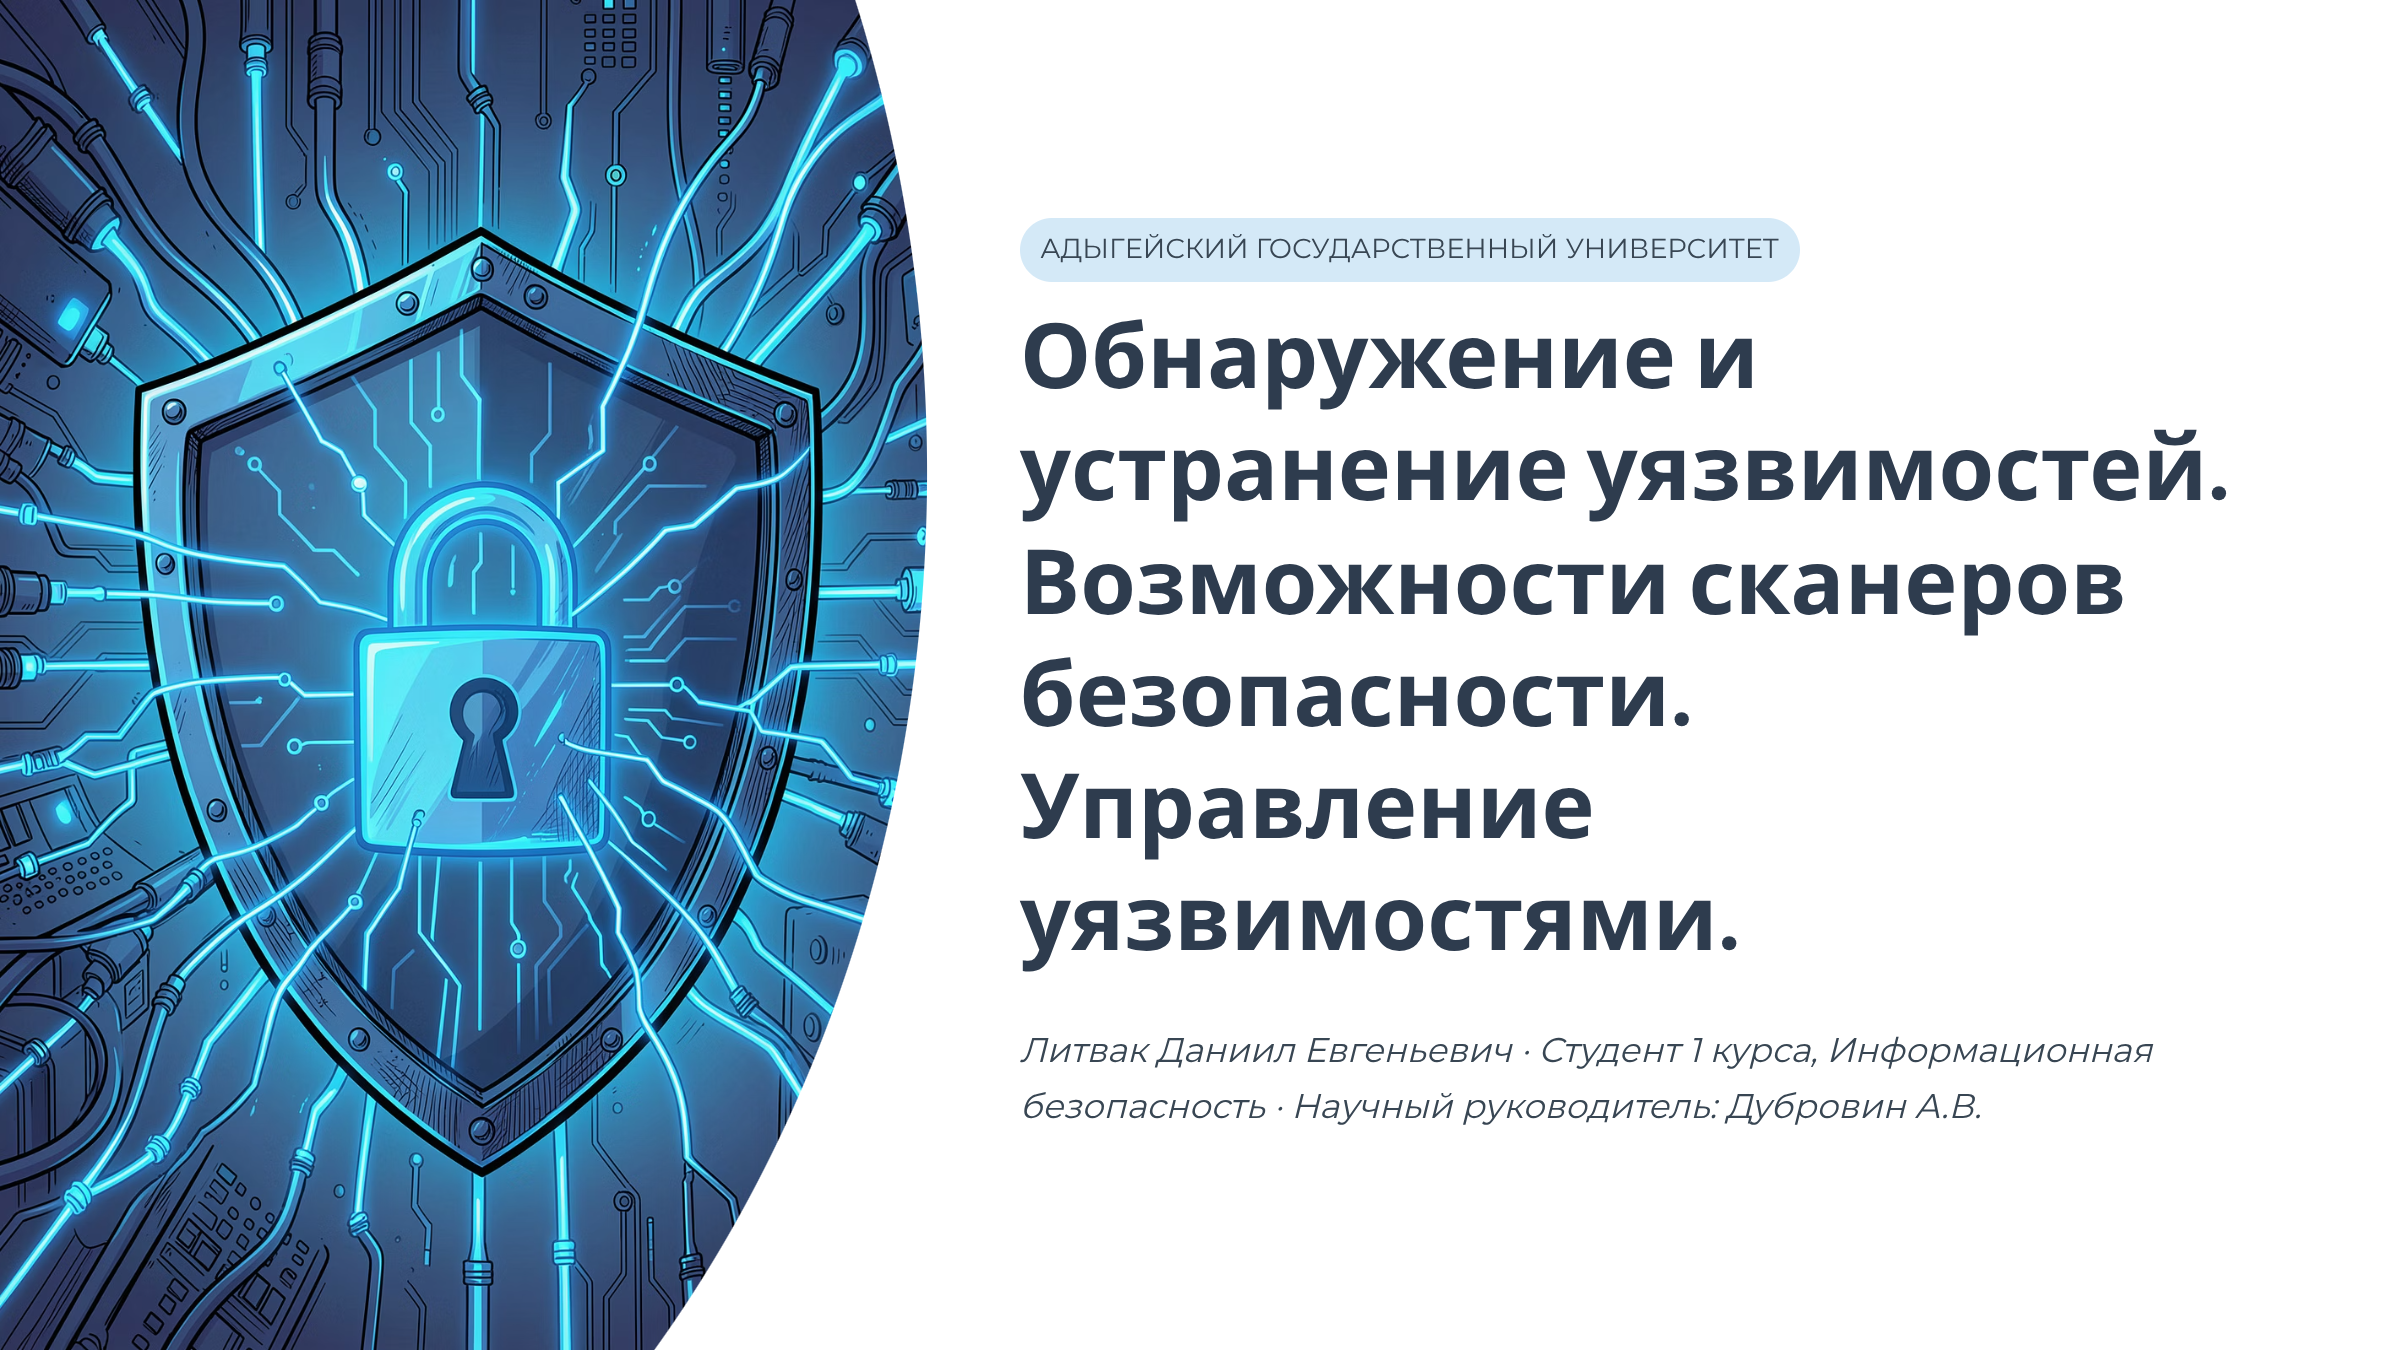 АДЫГЕЙСКИЙ ГОСУДАРСТВЕННЫЙ УНИВЕРСИТЕТ
Обнаружение и
устранение уязвимостей.
Возможности сканеров
безопасности.
Управление
уязвимостями.
Литвак Даниил Евгеньевич · Студент 1 курса, Информационная
безопасность · Научный руководитель: Дубровин А.В.